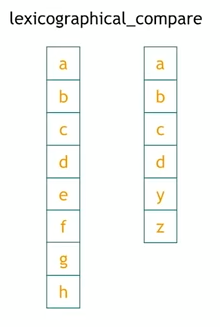 lexicographical_compare
a a
b b
c c
d d
e y
f z
g
h